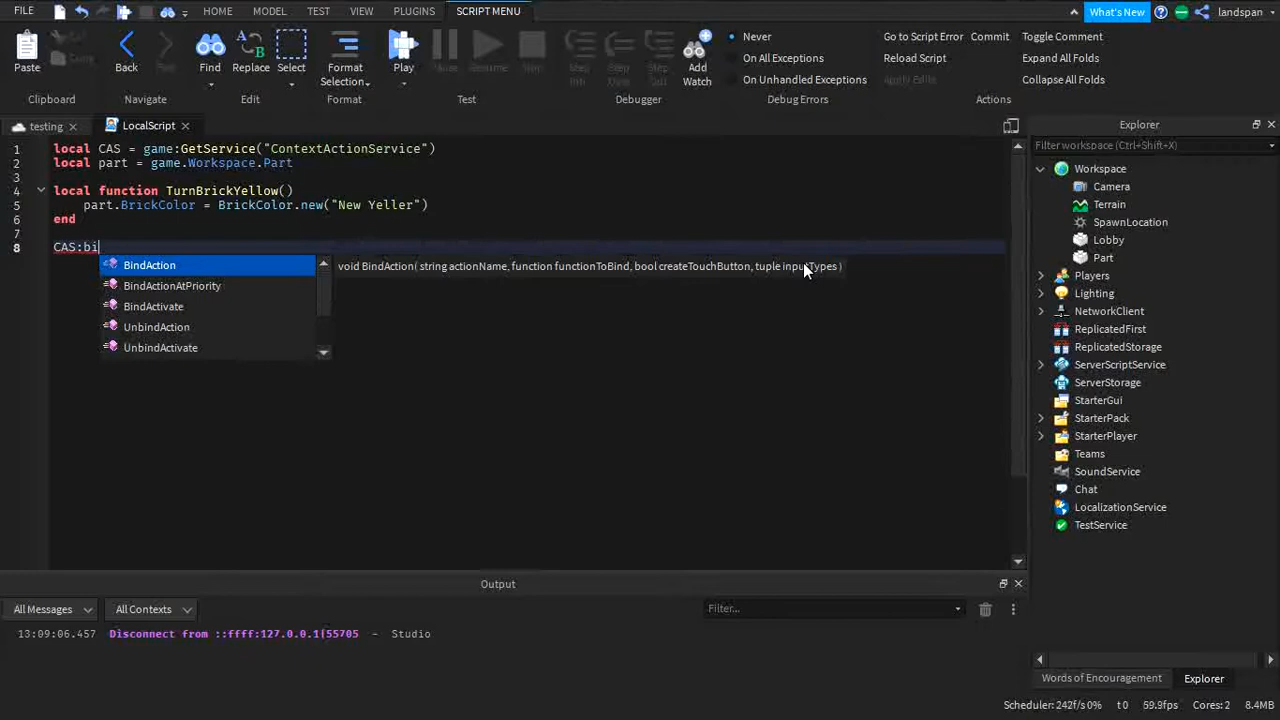 FILE HOME MODEL TEST VIEW PLUGINS SCRIPT MENU What's New landspan
Paste Back Find Replace Select Format Selection Play Add Watch
Never
On All Exceptions
On Unhandled Exceptions
Go to Script Error Commit Toggle Comment
Reload Script Expand All Folds
Collapse All Folds
Clipboard Navigate Edit Format Test Debugger Debug Errors Actions
testing LocalScript Explorer
Filter workspace (Ctrl+Shift+X)
1 local CAS = game:GetService("ContextActionService")
2 local part = game.Workspace.Part
3
4 local function TurnBrickYellow()
5 part.BrickColor = BrickColor.new("New Yeller")
6 end
7
8 CAS:bi
BindAction
BindActionAtPriority
BindActivate
UnbindAction
UnbindActivate
void BindAction( string actionName, function functionToBind, bool createTouchButton, tuple inputTypes )
Workspace
Camera
Terrain
SpawnLocation
Lobby
Part
Players
Lighting
NetworkClient
ReplicatedFirst
ReplicatedStorage
ServerScriptService
ServerStorage
StarterGui
StarterPack
StarterPlayer
Teams
SoundService
Chat
LocalizationService
TestService
Output
All Messages All Contexts Filter...
13:09:06.457 Disconnect from ::ffff:127.0.0.1|55705 - Studio
Words of Encouragement Explorer
Scheduler: 242f/s0% t0 59.9fps Cores: 2 8.4MB